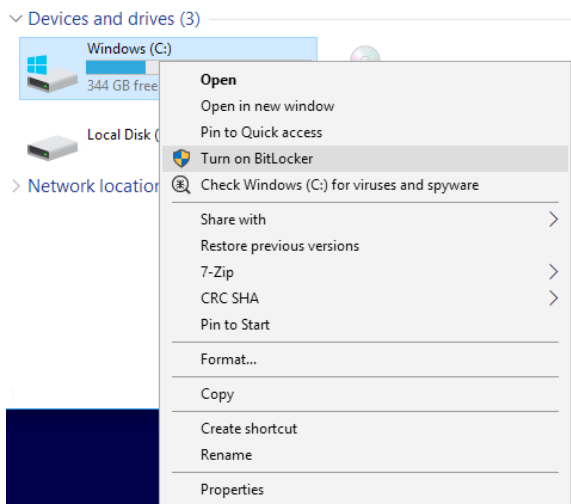 Devices and drives (3)
Windows (C:)
344 GB free
Local Disk (
Network location
Open
Open in new window
Pin to Quick access
Turn on BitLocker
Check Windows (C:) for viruses and spyware
Share with
Restore previous versions
7-Zip
CRC SHA
Pin to Start
Format...
Copy
Create shortcut
Rename
Properties